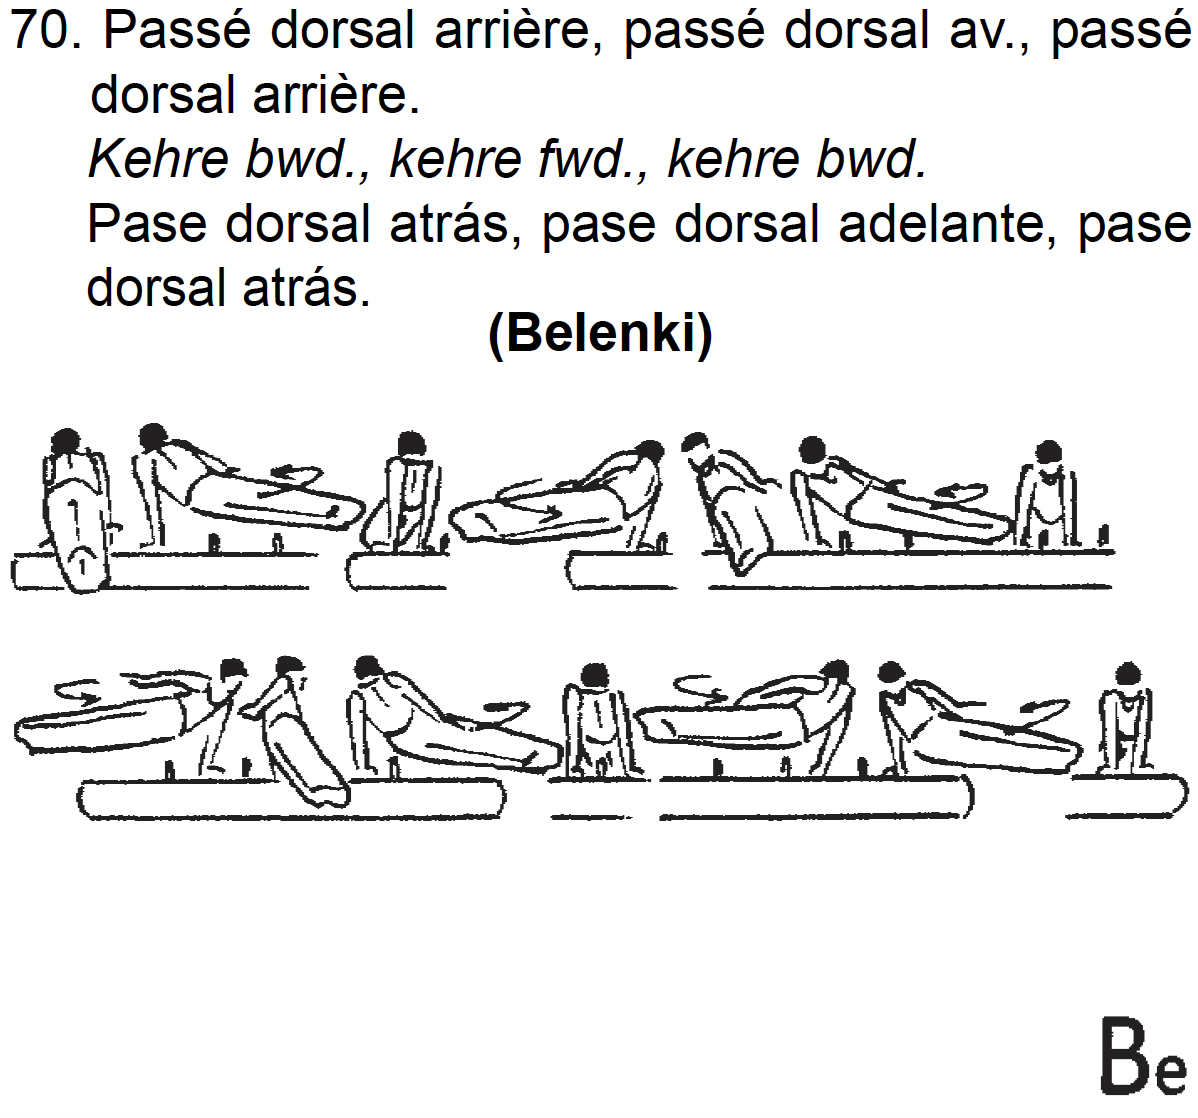 70. Passé dorsal arrière, passé dorsal av., passé
dorsal arrière.
Kehre bwd., kehre fwd., kehre bwd.
Pase dorsal atrás, pase dorsal adelante, pase
dorsal atrás.
(Belenki)
Be